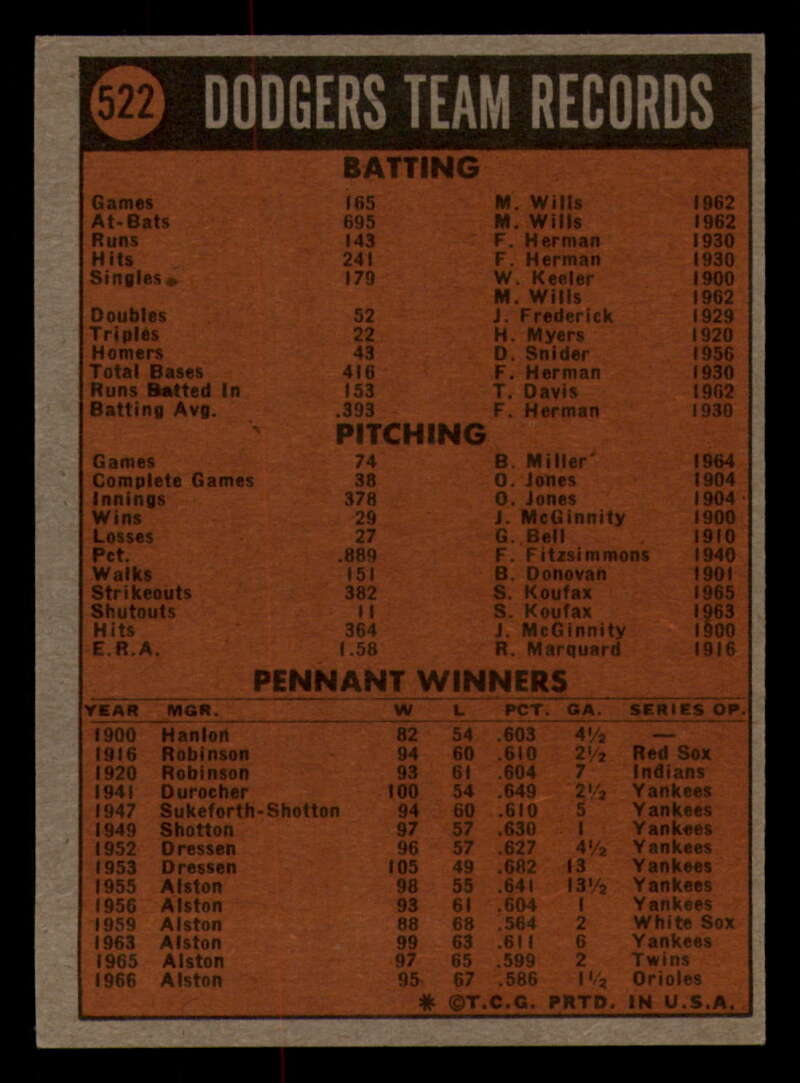 522 DODGERS TEAM RECORDS
BATTING
Games 165 M. Wills 1962
At-Bats 695 M. Wills 1962
Runs 143 F. Herman 1930
Hits 241 F. Herman 1930
Singles 179 W. Keeler 1900
M. Wills 1962
Doubles 52 J. Frederick 1929
Triples 22 H. Myers 1920
Homers 43 D. Snider 1956
Total Bases 416 F. Herman 1930
Runs Batted In 153 T. Davis 1962
Batting Avg. .393 F. Herman 1930
PITCHING
Games 74 B. Miller 1964
Complete Games 38 O. Jones 1904
Innings 378 O. Jones 1904
Wins 29 J. McGinnity 1900
Losses 27 G. Bell 1910
Pct. .889 F. Fitzsimmons 1940
Walks 151 B. Donovan 1901
Strikeouts 382 S. Koufax 1965
Shutouts 11 S. Koufax 1963
Hits 364 J. McGinnity 1900
E.R.A. 1.58 R. Marquard 1916
PENNANT WINNERS
YEAR MGR. W L PCT. GA. SERIES OP.
1900 Hanlon 82 54 .603 4½ —
1916 Robinson 94 60 .610 2½ Red Sox
1920 Robinson 93 61 .604 7 Indians
1941 Durocher 100 54 .649 2½ Yankees
1947 Sukeforth-Shotton 94 60 .610 5 Yankees
1949 Shotton 97 57 .630 1 Yankees
1952 Dressen 96 57 .627 4½ Yankees
1953 Dressen 105 49 .682 13 Yankees
1955 Alston 98 55 .641 13½ Yankees
1956 Alston 93 61 .604 1 Yankees
1959 Alston 88 68 .564 2 White Sox
1963 Alston 99 63 .611 6 Yankees
1965 Alston 97 65 .599 2 Twins
1966 Alston 95 67 .586 1½ Orioles
* ©T.C.G. PRTD. IN U.S.A.